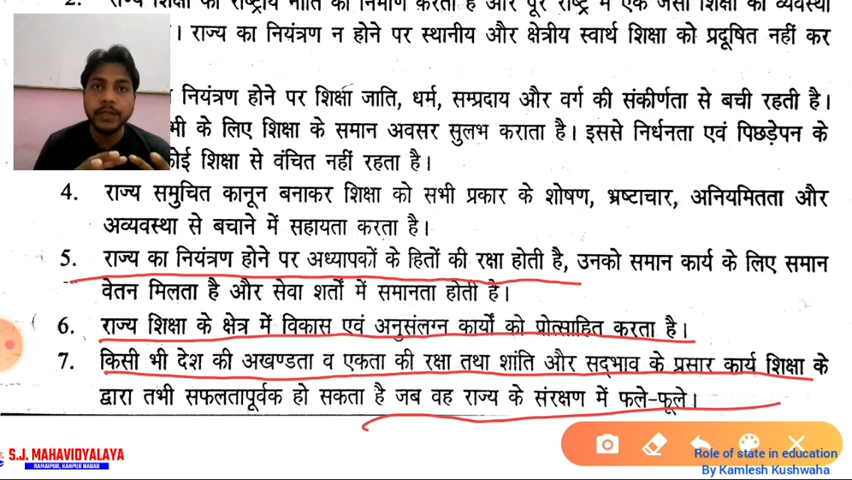 2. राज्य शिक्षा की राष्ट्रीय नीति का निर्माण करता है और पूरे राष्ट्र में एक जैसी शिक्षा की व्यवस्था
। राज्य का नियंत्रण न होने पर स्थानीय और क्षेत्रीय स्वार्थ शिक्षा को प्रदूषित नहीं कर
नियंत्रण होने पर शिक्षा जाति, धर्म, सम्प्रदाय और वर्ग की संकीर्णता से बची रहती है।
भी के लिए शिक्षा के समान अवसर सुलभ कराता है। इससे निर्धनता एवं पिछड़ेपन के
कोई शिक्षा से वंचित नहीं रहता है।
4. राज्य समुचित कानून बनाकर शिक्षा को सभी प्रकार के शोषण, भ्रष्टाचार, अनियमितता और
अव्यवस्था से बचाने में सहायता करता है।
5. राज्य का नियंत्रण होने पर अध्यापकों के हितों की रक्षा होती है, उनको समान कार्य के लिए समान
वेतन मिलता है और सेवा शर्तों में समानता होती है।
6. राज्य शिक्षा के क्षेत्र में विकास एवं अनुसंलग्न कार्यों को प्रोत्साहित करता है।
7. किसी भी देश की अखण्डता व एकता की रक्षा तथा शांति और सद्भाव के प्रसार कार्य शिक्षा के
द्वारा तभी सफलतापूर्वक हो सकता है जब वह राज्य के संरक्षण में फले-फूले।
S.J. MAHAVIDYALAYA
RAMAIPUR, KANPUR NAGAR
Role of state in education
By Kamlesh Kushwaha